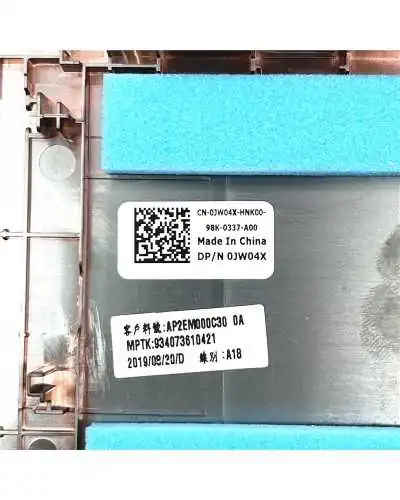 CN-0JW04X-HNK00-
98K-0337-A00
Made In China
DP/N 0JW04X
客戶料號:AP2EM000C30 0A
MPTK:934073610421
2019/08/20/D 線別:A18